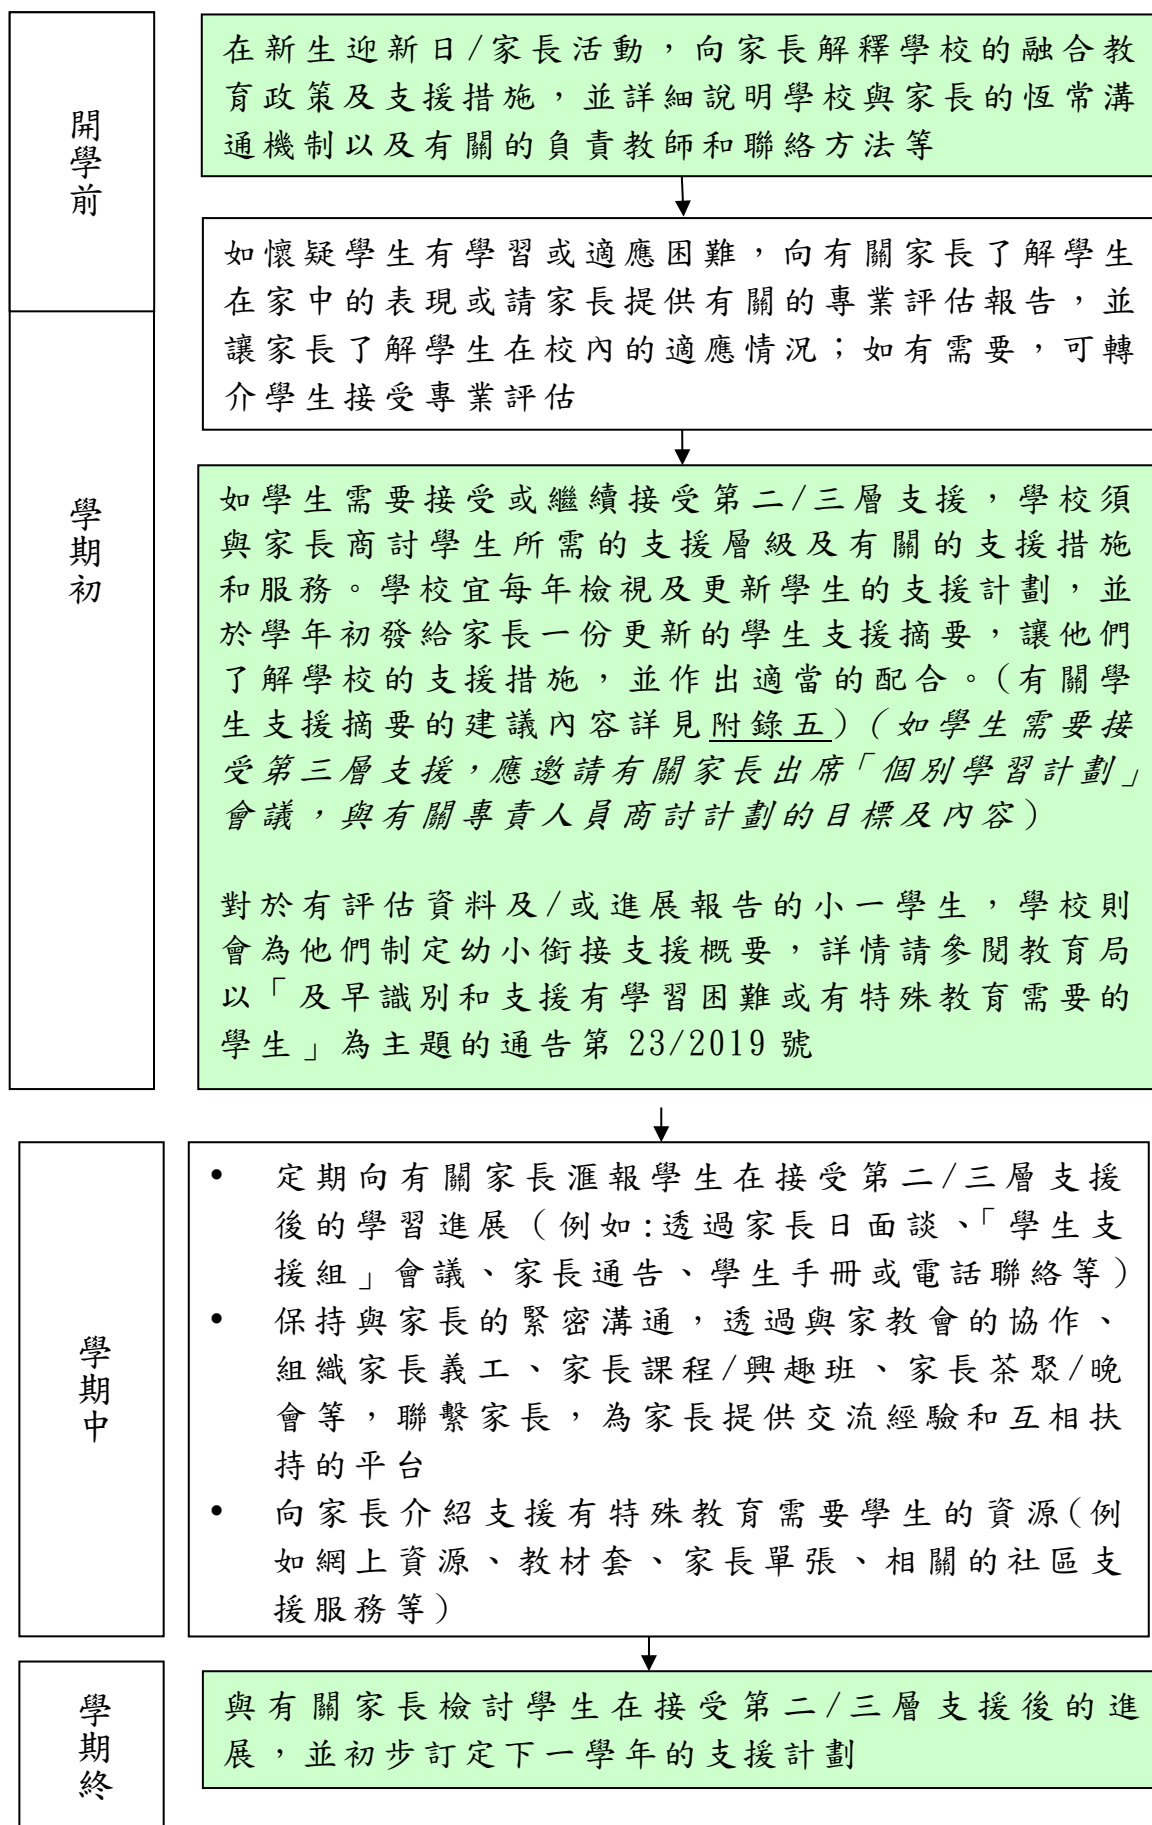 開學前
在新生迎新日/家長活動，向家長解釋學校的融合教
育政策及支援措施，並詳細說明學校與家長的恆常溝
通機制以及有關的負責教師和聯絡方法等
如懷疑學生有學習或適應困難，向有關家長了解學生
在家中的表現或請家長提供有關的專業評估報告，並
讓家長了解學生在校內的適應情況；如有需要，可轉
介學生接受專業評估
學期初
如學生需要接受或繼續接受第二/三層支援，學校須
與家長商討學生所需的支援層級及有關的支援措施
和服務。學校宜每年檢視及更新學生的支援計劃，並
於學年初發給家長一份更新的學生支援摘要，讓他們
了解學校的支援措施，並作出適當的配合。(有關學
生支援摘要的建議內容詳見附錄五)（如學生需要接
受第三層支援，應邀請有關家長出席「個別學習計劃」
會議，與有關專責人員商討計劃的目標及內容）
對於有評估資料及/或進展報告的小一學生，學校則
會為他們制定幼小銜接支援概要，詳情請參閱教育局
以「及早識別和支援有學習困難或有特殊教育需要的
學生」為主題的通告第 23/2019 號
學期中
• 定期向有關家長滙報學生在接受第二/三層支援
後的學習進展（例如:透過家長日面談、「學生支
援組」會議、家長通告、學生手冊或電話聯絡等）
• 保持與家長的緊密溝通，透過與家教會的協作、
組織家長義工、家長課程/興趣班、家長茶聚/晚
會等，聯繫家長，為家長提供交流經驗和互相扶
持的平台
• 向家長介紹支援有特殊教育需要學生的資源(例
如網上資源、教材套、家長單張、相關的社區支
援服務等）
學期終
與有關家長檢討學生在接受第二/三層支援後的進
展，並初步訂定下一學年的支援計劃